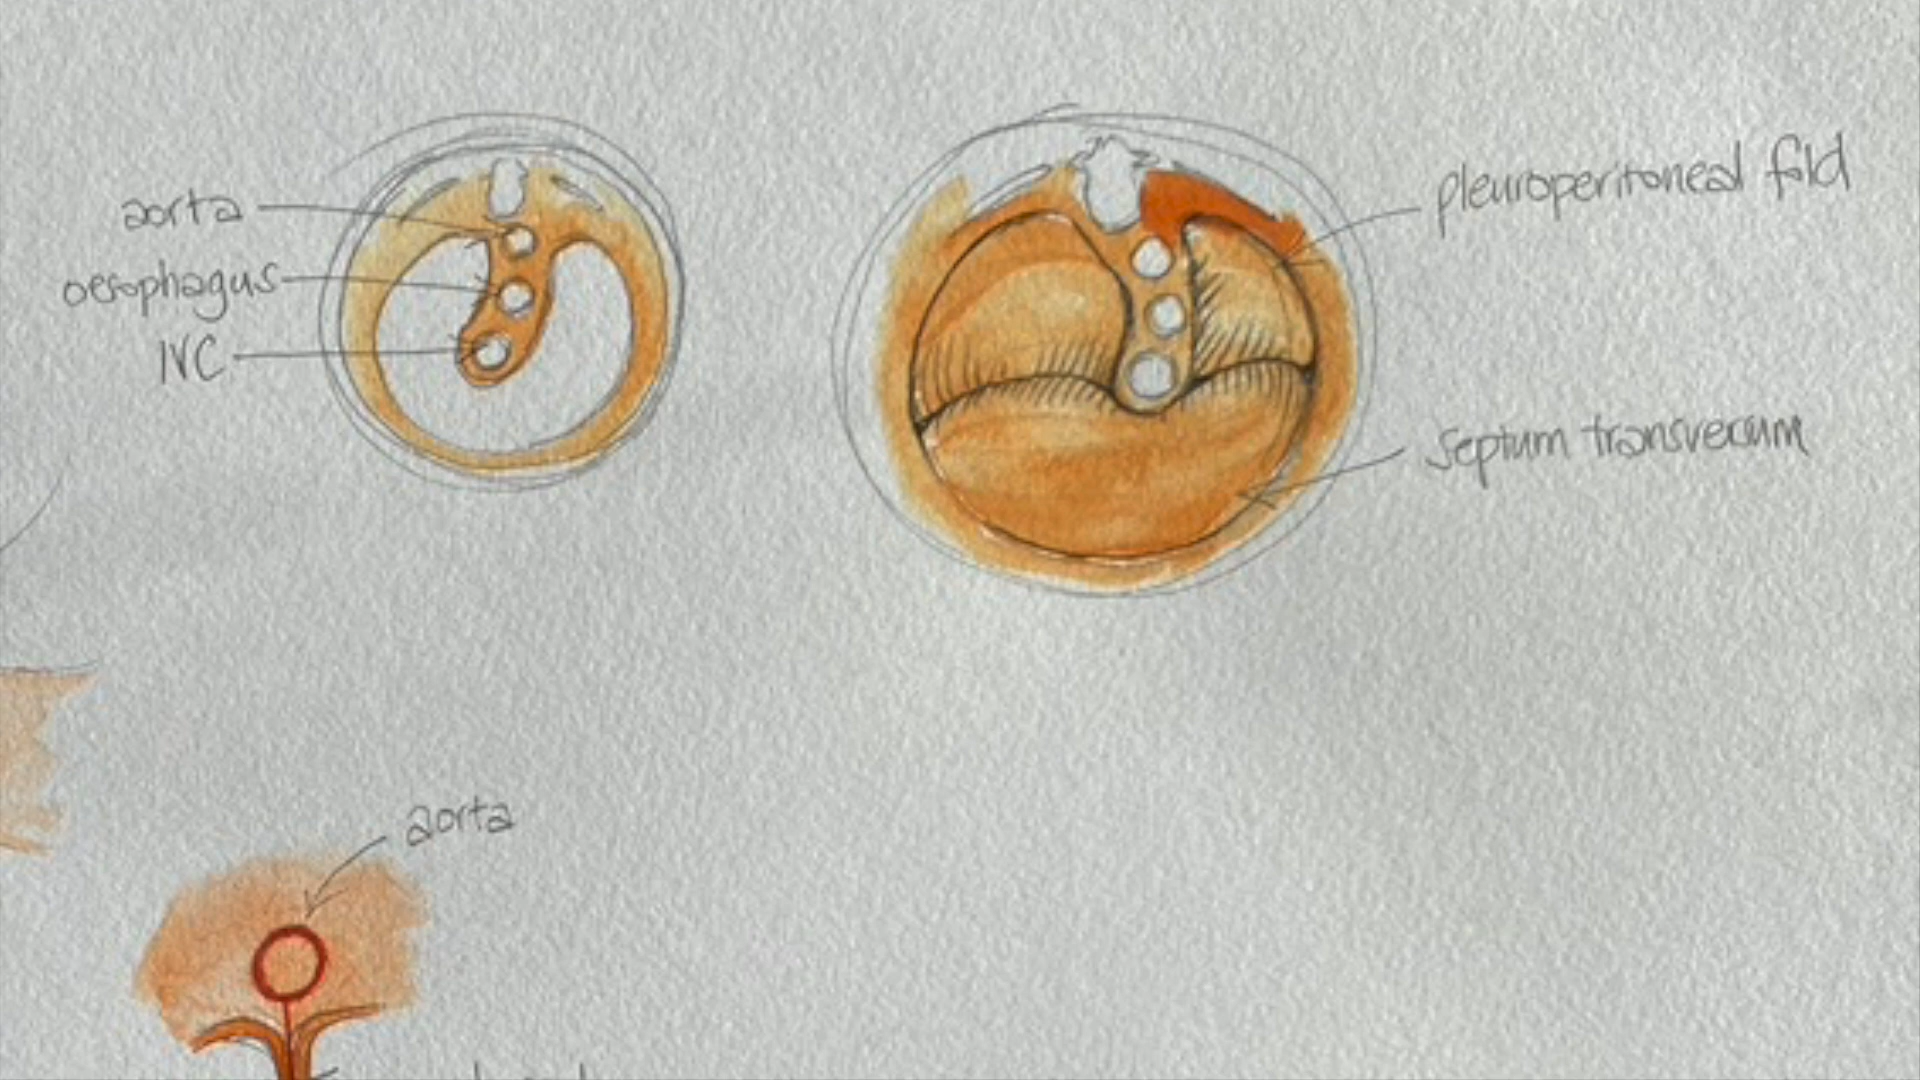 aorta
oesophagus
IVC
pleuroperitoneal fold
septum transversum
aorta